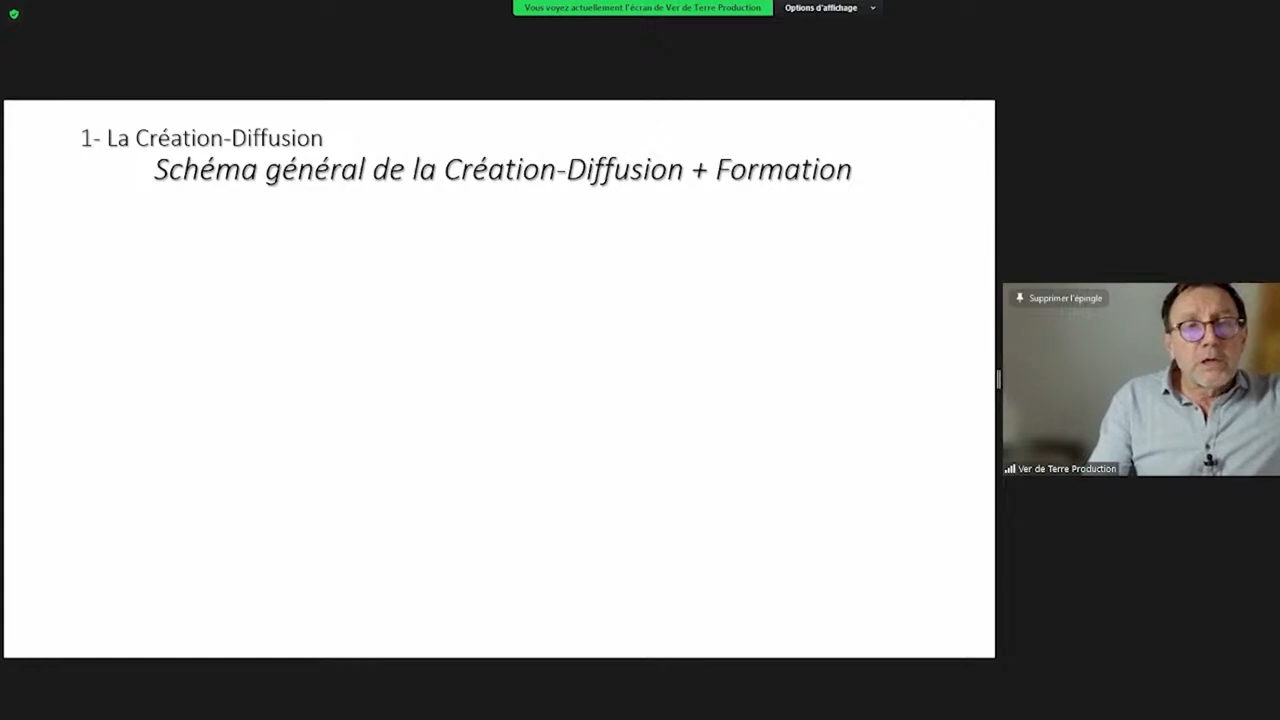 Vous voyez actuellement l'écran de Ver de Terre Production
Options d'affichage
1- La Création-Diffusion
Schéma général de la Création-Diffusion + Formation
Supprimer l'épingle
Ver de Terre Production